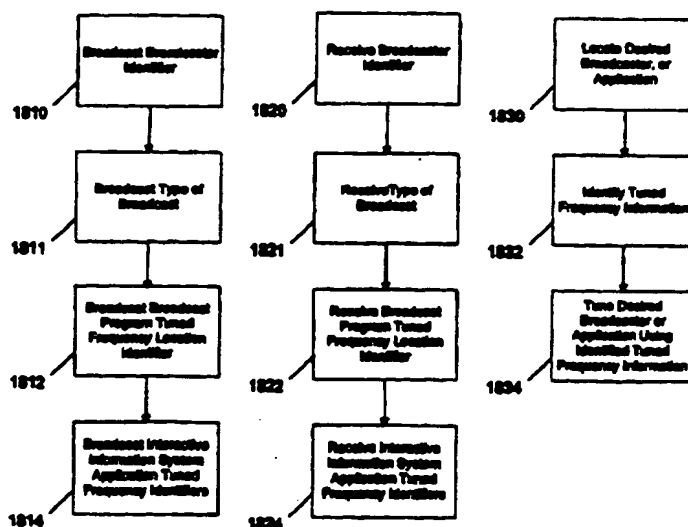 Broadcast Broadcaster
Identifier
1810
Broadcast Type of
Broadcast
1811
Broadcast Broadcast
Program Tuned
Frequency Location
Identifier
1812
Broadcast Interactive
Information System
Application Tuned
Frequency Identifiers
1814
Receive Broadcaster
Identifier
1820
Receive Type of
Broadcast
1821
Receive Broadcast
Program Tuned
Frequency Location
Identifier
1822
Receive Interactive
Information System
Application Tuned
Frequency Identifiers
1824
Locate Desired
Broadcaster, or
Application
1830
Identify Tuned
Frequency Information
1832
Tune Desired
Broadcaster or
Application Using
Identified Tuned
Frequency Information
1834